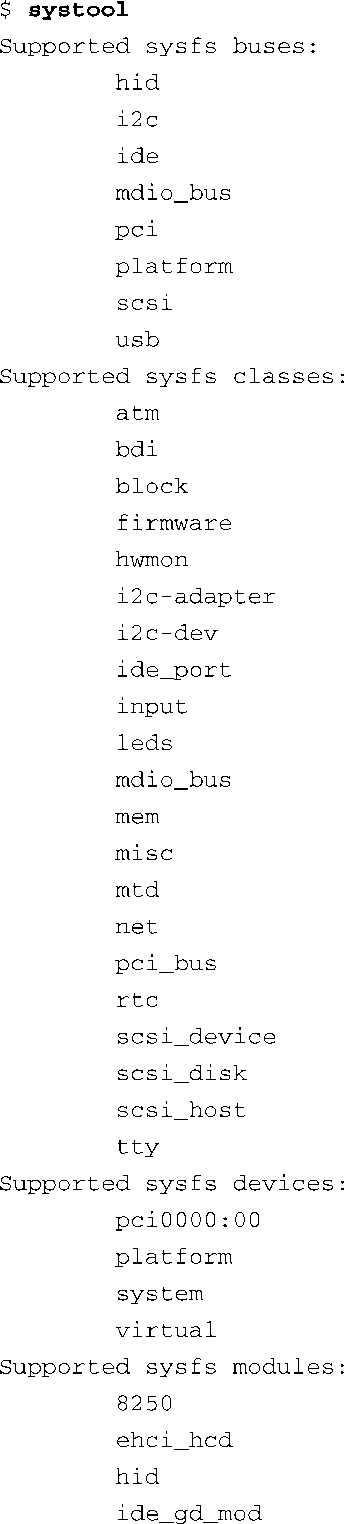 $ systool
Supported sysfs buses:
hid
i2c
ide
mdio_bus
pci
platform
scsi
usb
Supported sysfs classes:
atm
bdi
block
firmware
hwmon
i2c-adapter
i2c-dev
ide_port
input
leds
mdio_bus
mem
misc
mtd
net
pci_bus
rtc
scsi_device
scsi_disk
scsi_host
tty
Supported sysfs devices:
pci0000:00
platform
system
virtual
Supported sysfs modules:
8250
ehci_hcd
hid
ide_gd_mod